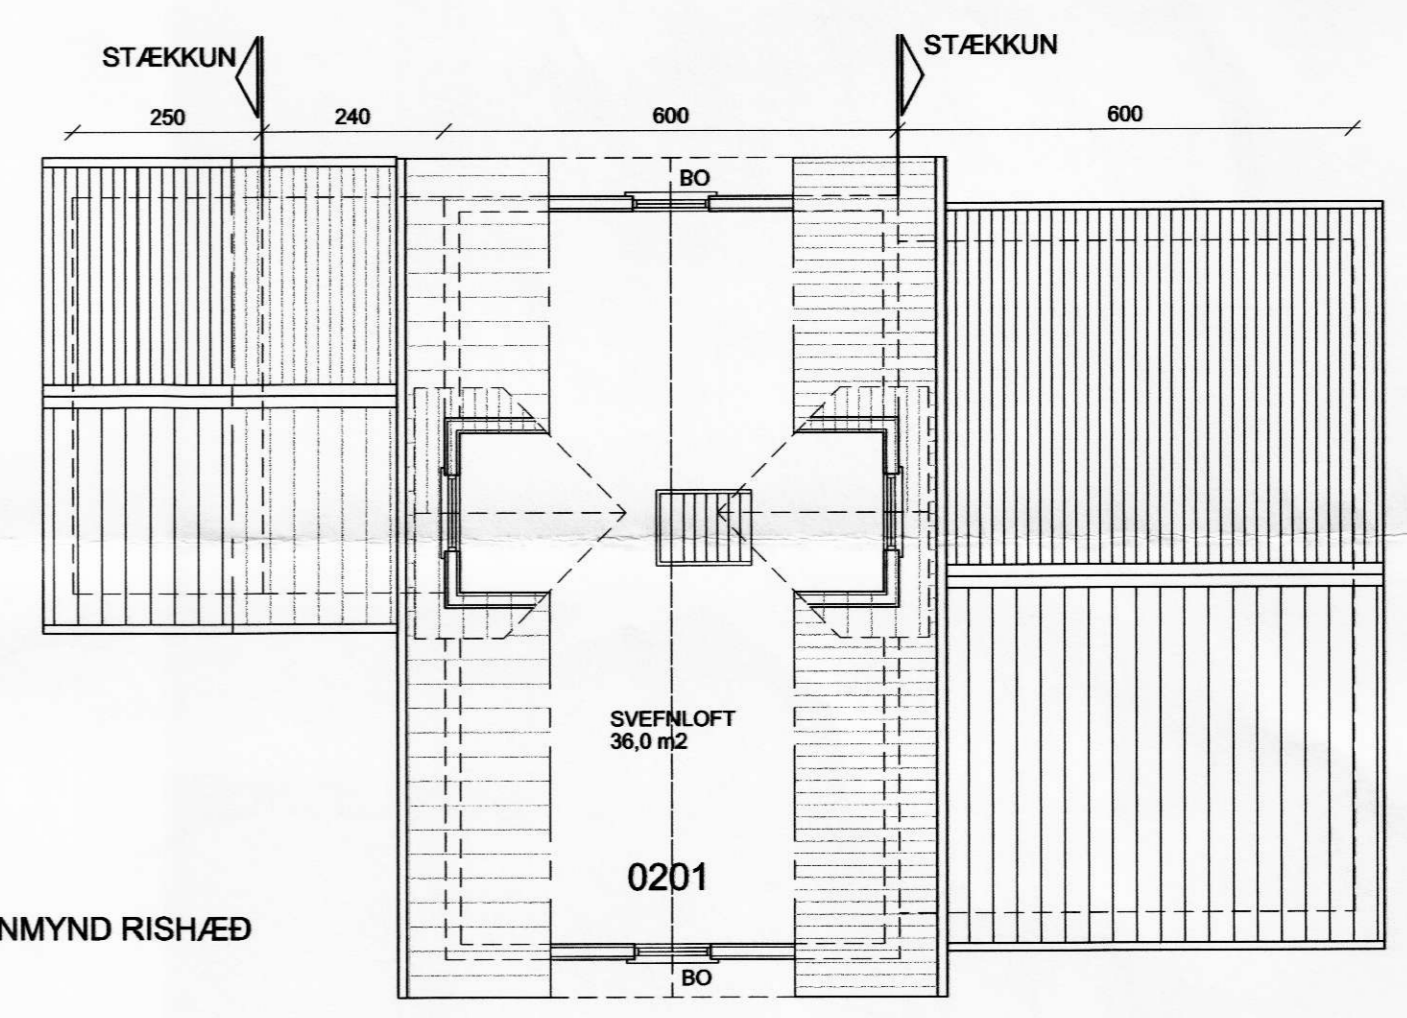 STÆKKUN
STÆKKUN
250
240
600
600
BO
SVEFNLOFT
36,0 m2
0201
NMYND RISHÆÐ
BO